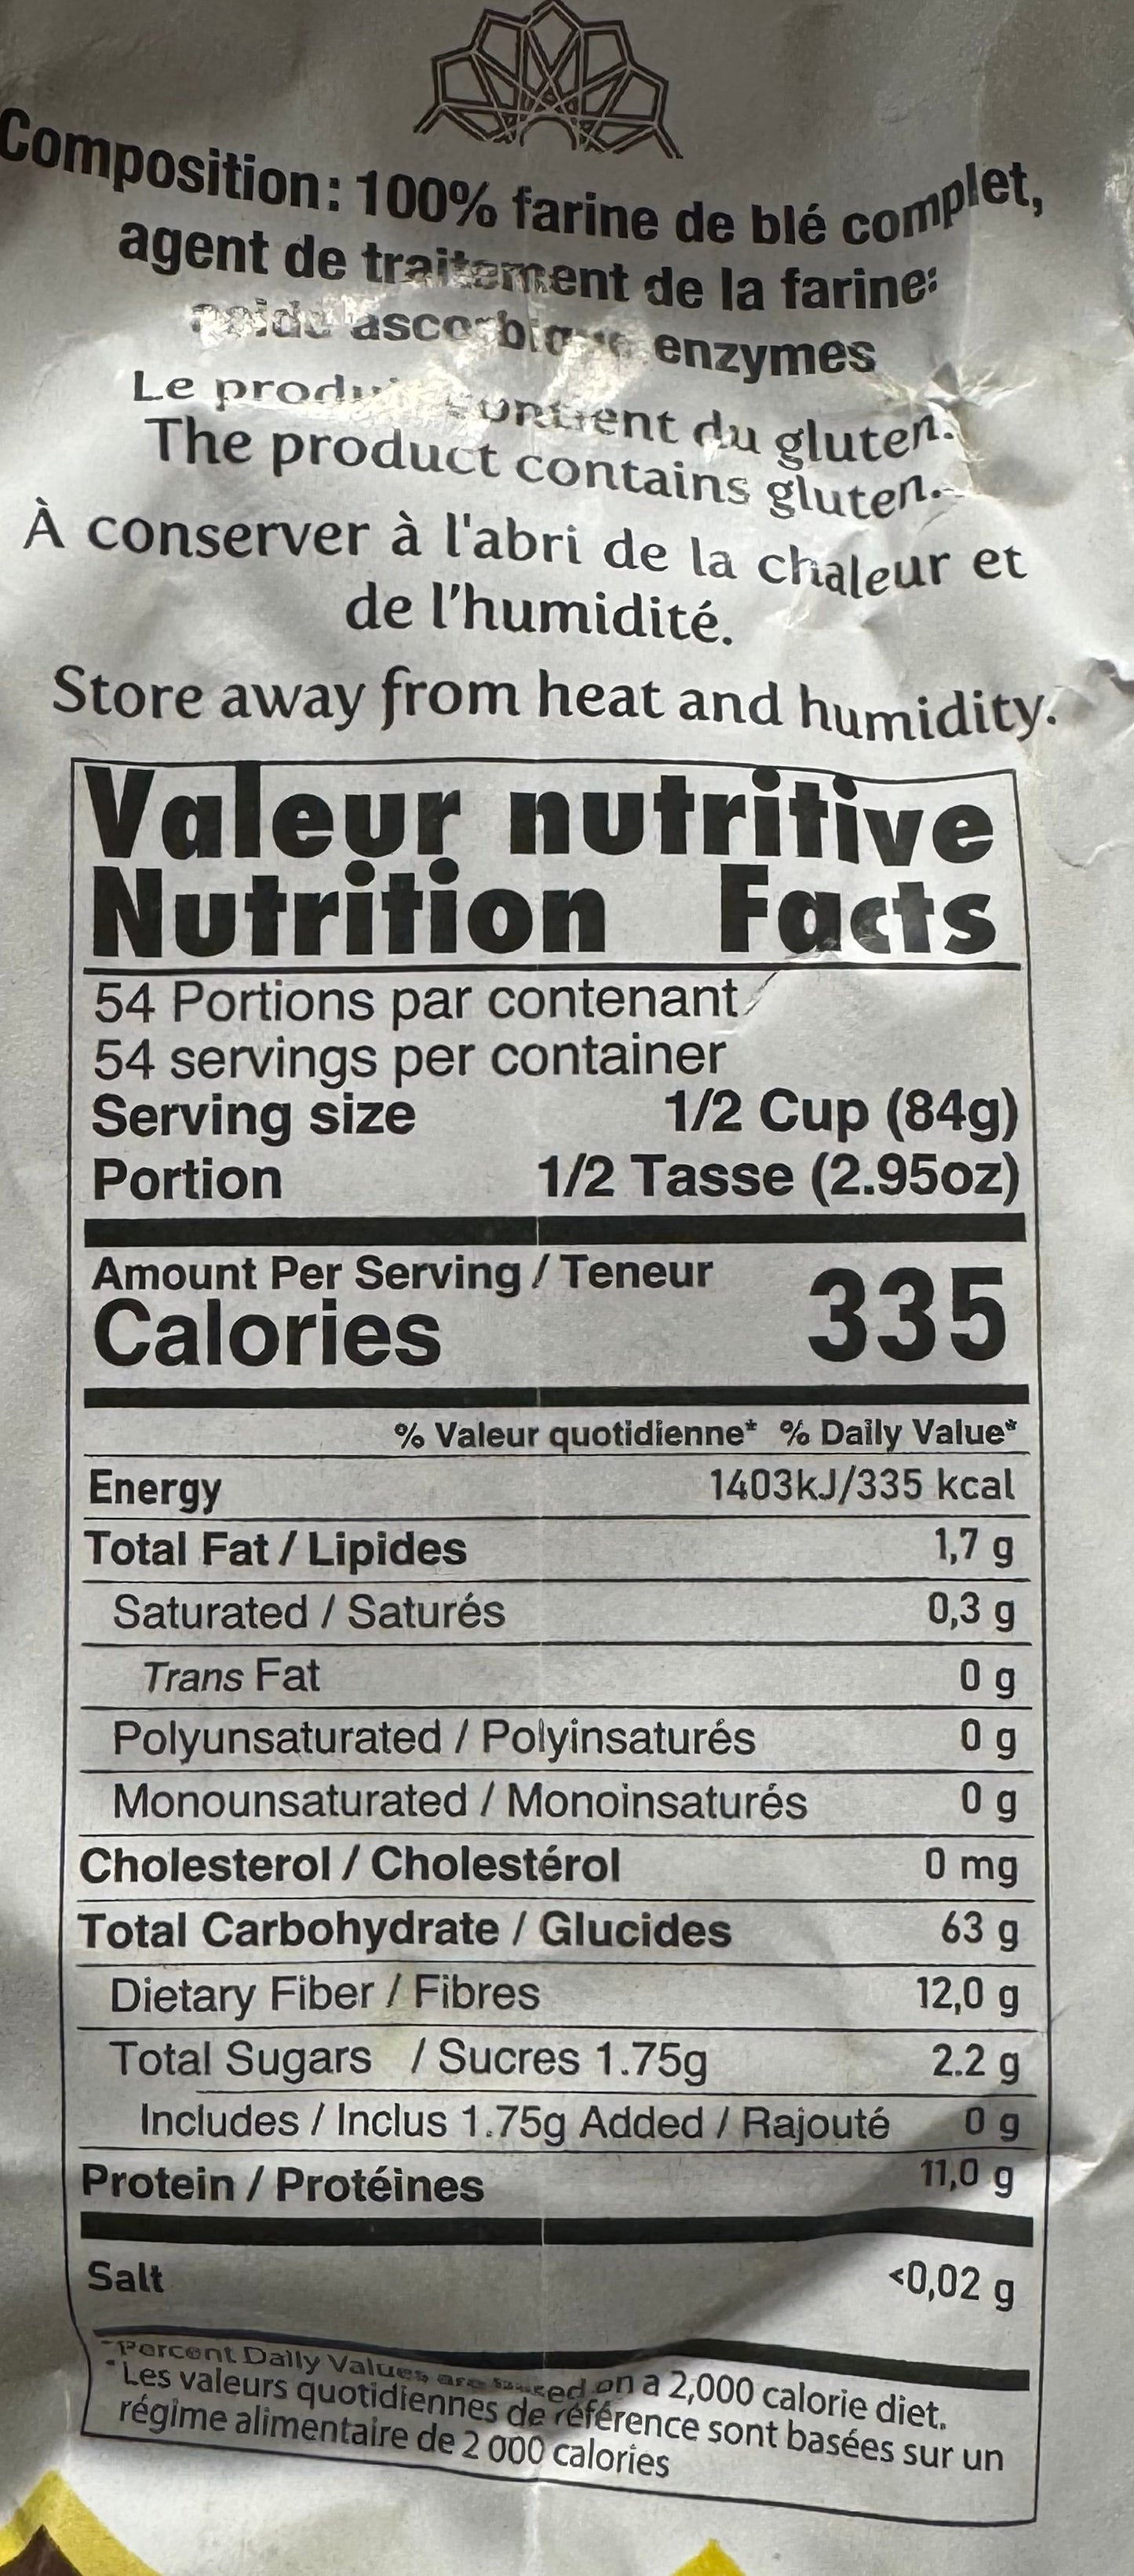 Composition: 100% farine de blé complet,
agent de traitement de la farine:
acide ascorbique enzymes
Le produit contient du gluten.
The product contains gluten.
À conserver à l'abri de la chaleur et
de l'humidité.
Store away from heat and humidity.
Valeur nutritive
Nutrition Facts
54 Portions par contenant
54 servings per container
Serving size 1/2 Cup (84g)
Portion 1/2 Tasse (2.95oz)
Amount Per Serving / Teneur
Calories 335
% Valeur quotidienne* % Daily Value*
Energy 1403kJ/335 kcal
Total Fat / Lipides 1,7 g
Saturated / Saturés 0,3 g
Trans Fat 0 g
Polyunsaturated / Polyinsaturés 0 g
Monounsaturated / Monoinsaturés 0 g
Cholesterol / Cholestérol 0 mg
Total Carbohydrate / Glucides 63 g
Dietary Fiber / Fibres 12,0 g
Total Sugars / Sucres 1.75g 2.2 g
Includes / Inclus 1.75g Added / Rajouté 0 g
Protein / Protéines 11,0 g
Salt <0,02 g
*Percent Daily Values are based on a 2,000 calorie diet.
*Les valeurs quotidiennes de référence sont basées sur un
régime alimentaire de 2 000 calories